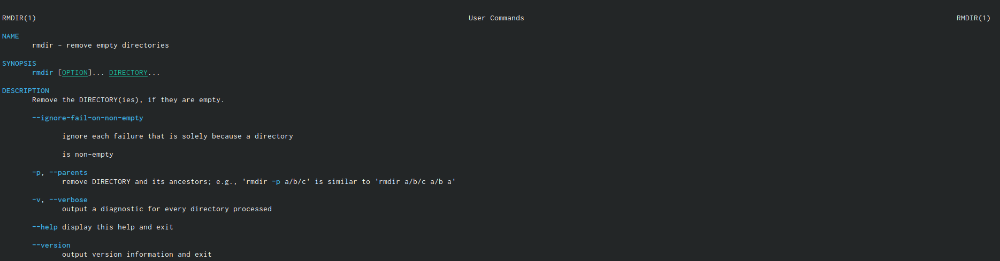 RMDIR(1) User Commands RMDIR(1)
NAME
rmdir - remove empty directories
SYNOPSIS
rmdir [OPTION]... DIRECTORY...
DESCRIPTION
Remove the DIRECTORY(ies), if they are empty.
--ignore-fail-on-non-empty
ignore each failure that is solely because a directory
is non-empty
-p, --parents
remove DIRECTORY and its ancestors; e.g., 'rmdir -p a/b/c' is similar to 'rmdir a/b/c a/b a'
-v, --verbose
output a diagnostic for every directory processed
--help display this help and exit
--version
output version information and exit